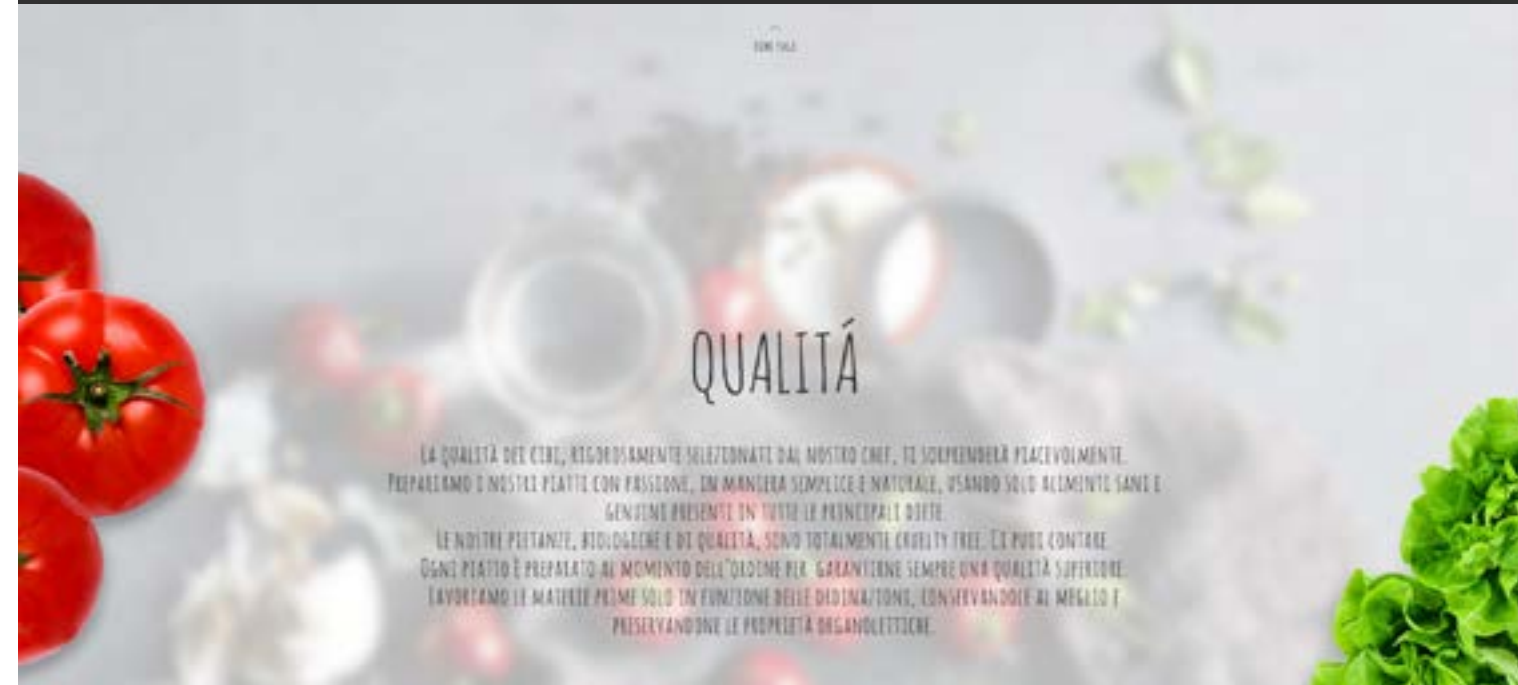 QUALITÁ
LA QUALITÀ DEI CIBI, RIGOROSAMENTE SELEZIONATI DAL NOSTRO CHEF, TI SORPRENDERÀ PIACEVOLMENTE.
PREPARIAMO I NOSTRI PIATTI CON PASSIONE, IN MANIERA SEMPLICE E NATURALE, USANDO SOLO ALIMENTI SANI E
GENUINI PRESENTI IN TUTTE LE PRINCIPALI DIETE.
LE NOSTRE PIETANZE, BIOLOGICHE E DI QUALITÀ, SONO TOTALMENTE CRUELTY FREE. CI PUOI CONTARE.
OGNI PIATTO È PREPARATO AL MOMENTO DELL'ORDINE PER GARANTIRNE SEMPRE UNA QUALITÀ SUPERIORE.
LAVORIAMO LE MATERIE PRIME SOLO IN FUNZIONE DELLE ORDINAZIONI, CONSERVANDOLE AL MEGLIO E
PRESERVANDONE LE PROPRIETÀ ORGANOLETTICHE.